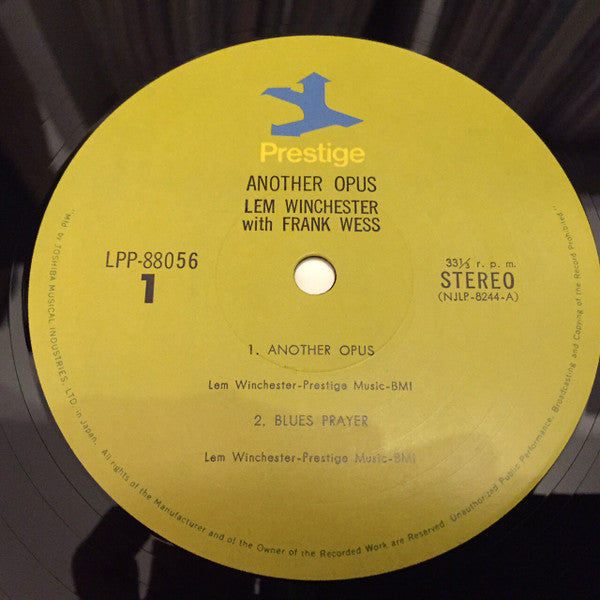 Prestige
ANOTHER OPUS
LEM WINCHESTER
with FRANK WESS
LPP-88056
1
33⅓ r. p. m.
STEREO
(NJLP-8244-A)
1. ANOTHER OPUS
Lem Winchester-Prestige Music-BMI
2. BLUES PRAYER
Lem Winchester-Prestige Music-BMI
"Mfd by TOSHIBA MUSICAL INDUSTRIES, LTD. in Japan. All rights of the Manufacturer and of the Owner of the Recorded Work are Reserved. Unauthorized Public Performance, Broadcasting and Copying of the Record Prohibited"